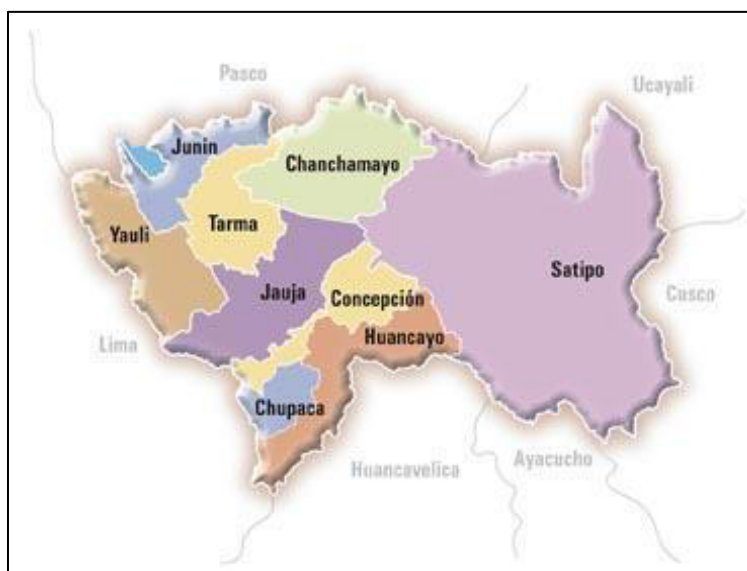 Pasco
Ucayali
Junin
Chanchamayo
Tarma
Yauli
Satipo
Jauja
Concepción
Cusco
Lima
Huancayo
Chupaca
Ayacucho
Huancavelica